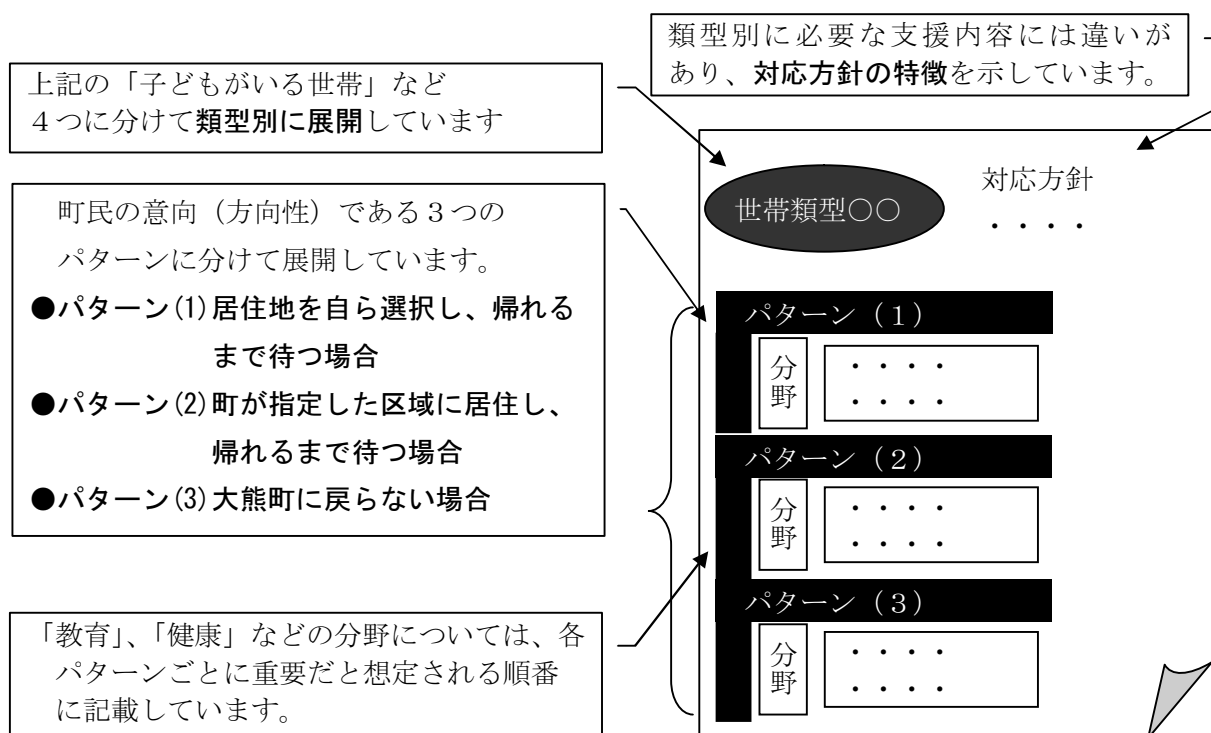 類型別に必要な支援内容には違いが
あり、対応方針の特徴を示しています。
上記の「子どもがいる世帯」など
４つに分けて類型別に展開しています
町民の意向（方向性）である３つの
パターンに分けて展開しています。
●パターン(1)居住地を自ら選択し、帰れる
まで待つ場合
●パターン(2)町が指定した区域に居住し、
帰れるまで待つ場合
●パターン(3)大熊町に戻らない場合
「教育」、「健康」などの分野については、各
パターンごとに重要だと想定される順番
に記載しています。
世帯類型○○
対応方針
・・・・
パターン（１）
分野
・・・・
・・・・
パターン（２）
分野
・・・・
・・・・
パターン（３）
分野
・・・・
・・・・